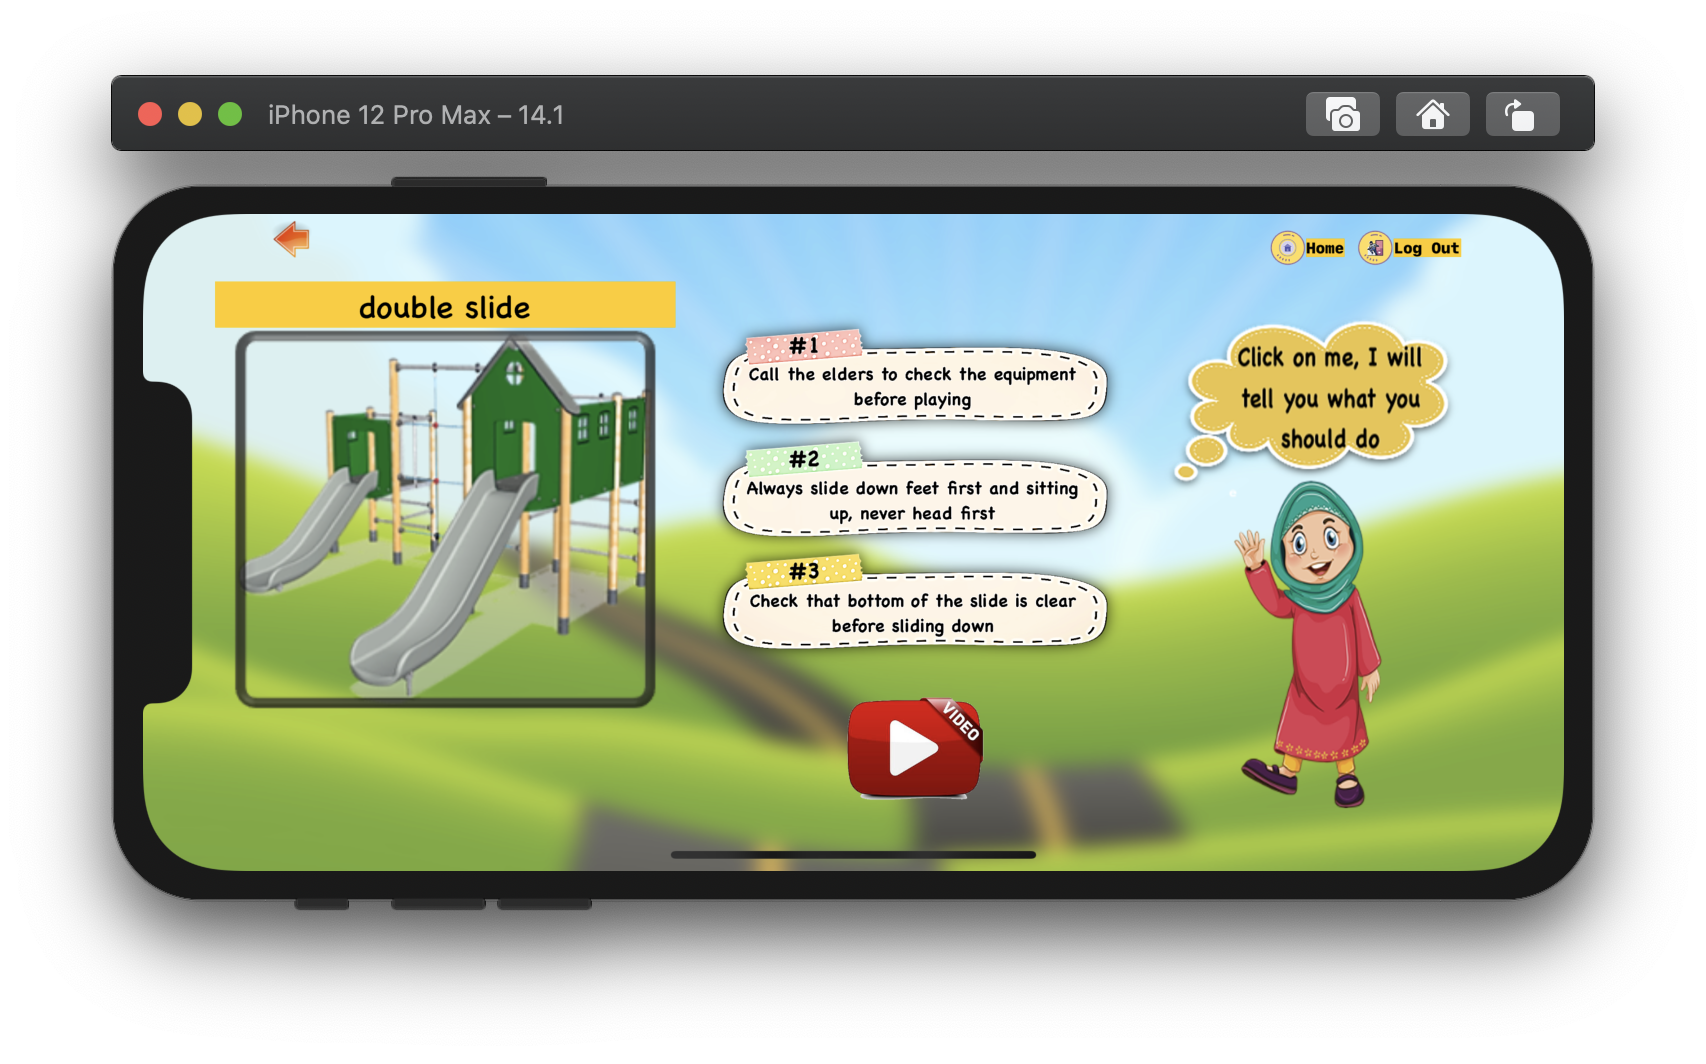 iPhone 12 Pro Max – 14.1
Home
Log Out
double slide
#1
Call the elders to check the equipment
before playing
#2
Always slide down feet first and sitting
up, never head first
#3
Check that bottom of the slide is clear
before sliding down
VIDEO
Click on me, I will
tell you what you
should do